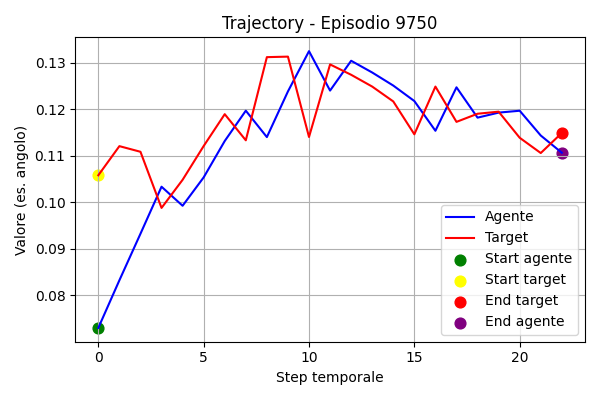 Trajectory - Episodio 9750
Valore (es. angolo)
0.13
0.12
0.11
0.10
0.09
0.08
0
5
10
15
20
Step temporale
Agente
Target
Start agente
Start target
End target
End agente